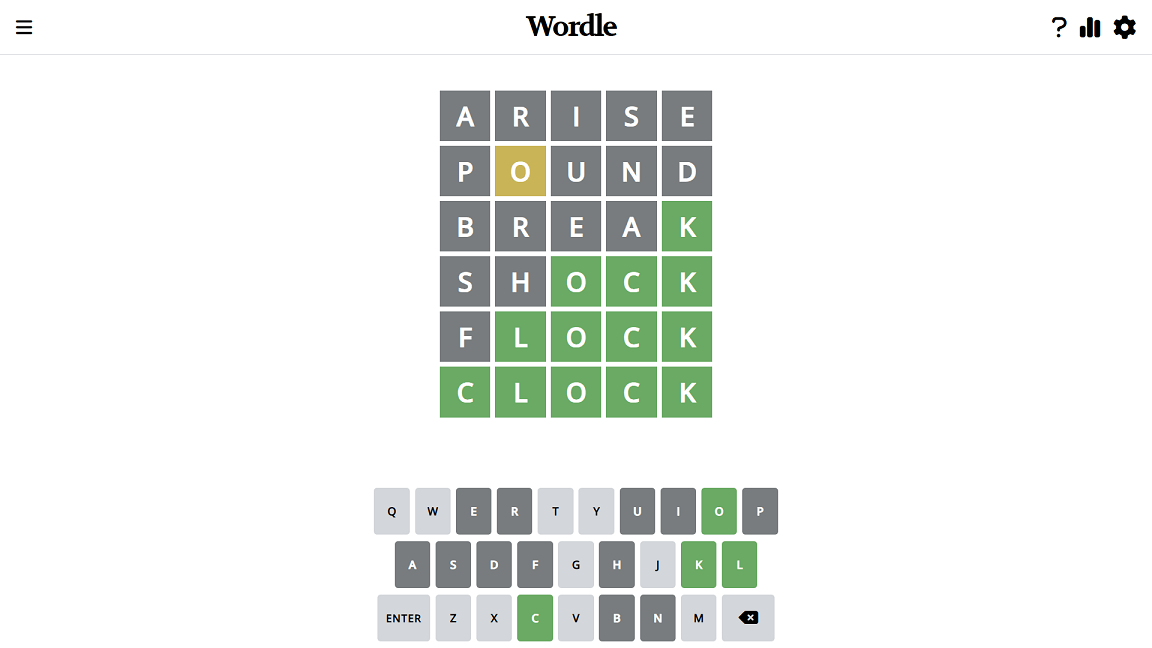 Wordle
?
A R I S E
P O U N D
B R E A K
S H O C K
F L O C K
C L O C K
Q W E R T Y U I O P
A S D F G H J K L
ENTER Z X C V B N M